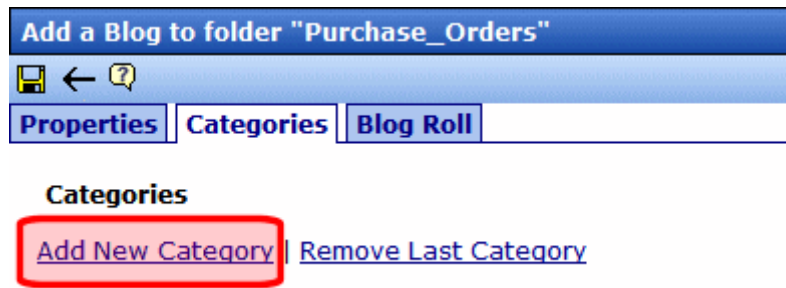 Add a Blog to folder "Purchase_Orders"
?
Properties Categories Blog Roll
Categories
Add New Category | Remove Last Category